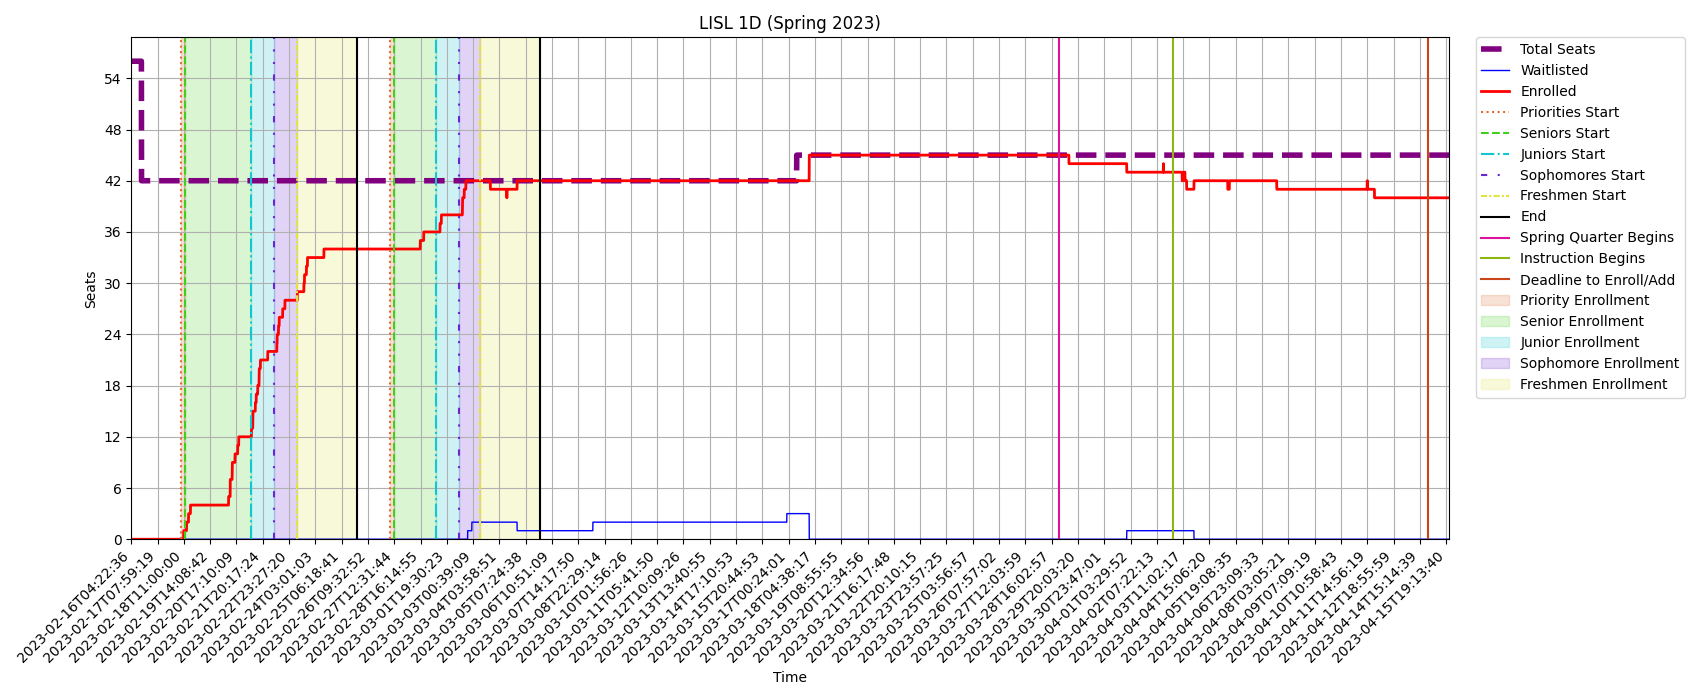 LISL 1D (Spring 2023)
Seats
54
48
42
36
30
24
18
12
6
0
2023-02-16T04:22:36
2023-02-17T07:59:19
2023-02-18T11:00:00
2023-02-19T14:08:42
2023-02-20T17:10:09
2023-02-21T20:17:24
2023-02-22T23:27:20
2023-02-24T03:01:03
2023-02-25T06:18:41
2023-02-26T09:32:52
2023-02-27T12:31:44
2023-02-28T16:14:55
2023-03-01T19:30:23
2023-03-03T00:39:09
2023-03-04T03:58:51
2023-03-05T07:24:38
2023-03-06T10:51:09
2023-03-07T14:17:50
2023-03-08T22:29:14
2023-03-10T01:56:26
2023-03-11T05:41:50
2023-03-12T10:09:26
2023-03-13T13:40:55
2023-03-14T17:10:53
2023-03-15T20:44:53
2023-03-17T00:24:01
2023-03-18T04:38:17
2023-03-19T08:55:55
2023-03-20T12:34:56
2023-03-21T16:17:48
2023-03-22T20:10:15
2023-03-23T23:57:25
2023-03-25T03:56:57
2023-03-26T07:57:02
2023-03-27T12:03:59
2023-03-28T16:02:57
2023-03-29T20:03:20
2023-03-30T23:47:01
2023-04-01T03:29:52
2023-04-02T07:22:13
2023-04-03T11:02:17
2023-04-04T15:06:20
2023-04-05T19:08:35
2023-04-06T23:09:33
2023-04-08T03:05:21
2023-04-09T07:09:19
2023-04-10T10:58:43
2023-04-11T14:56:19
2023-04-12T18:55:59
2023-04-14T15:14:39
2023-04-15T19:13:40
Time
Total Seats
Waitlisted
Enrolled
Priorities Start
Seniors Start
Juniors Start
Sophomores Start
Freshmen Start
End
Spring Quarter Begins
Instruction Begins
Deadline to Enroll/Add
Priority Enrollment
Senior Enrollment
Junior Enrollment
Sophomore Enrollment
Freshmen Enrollment